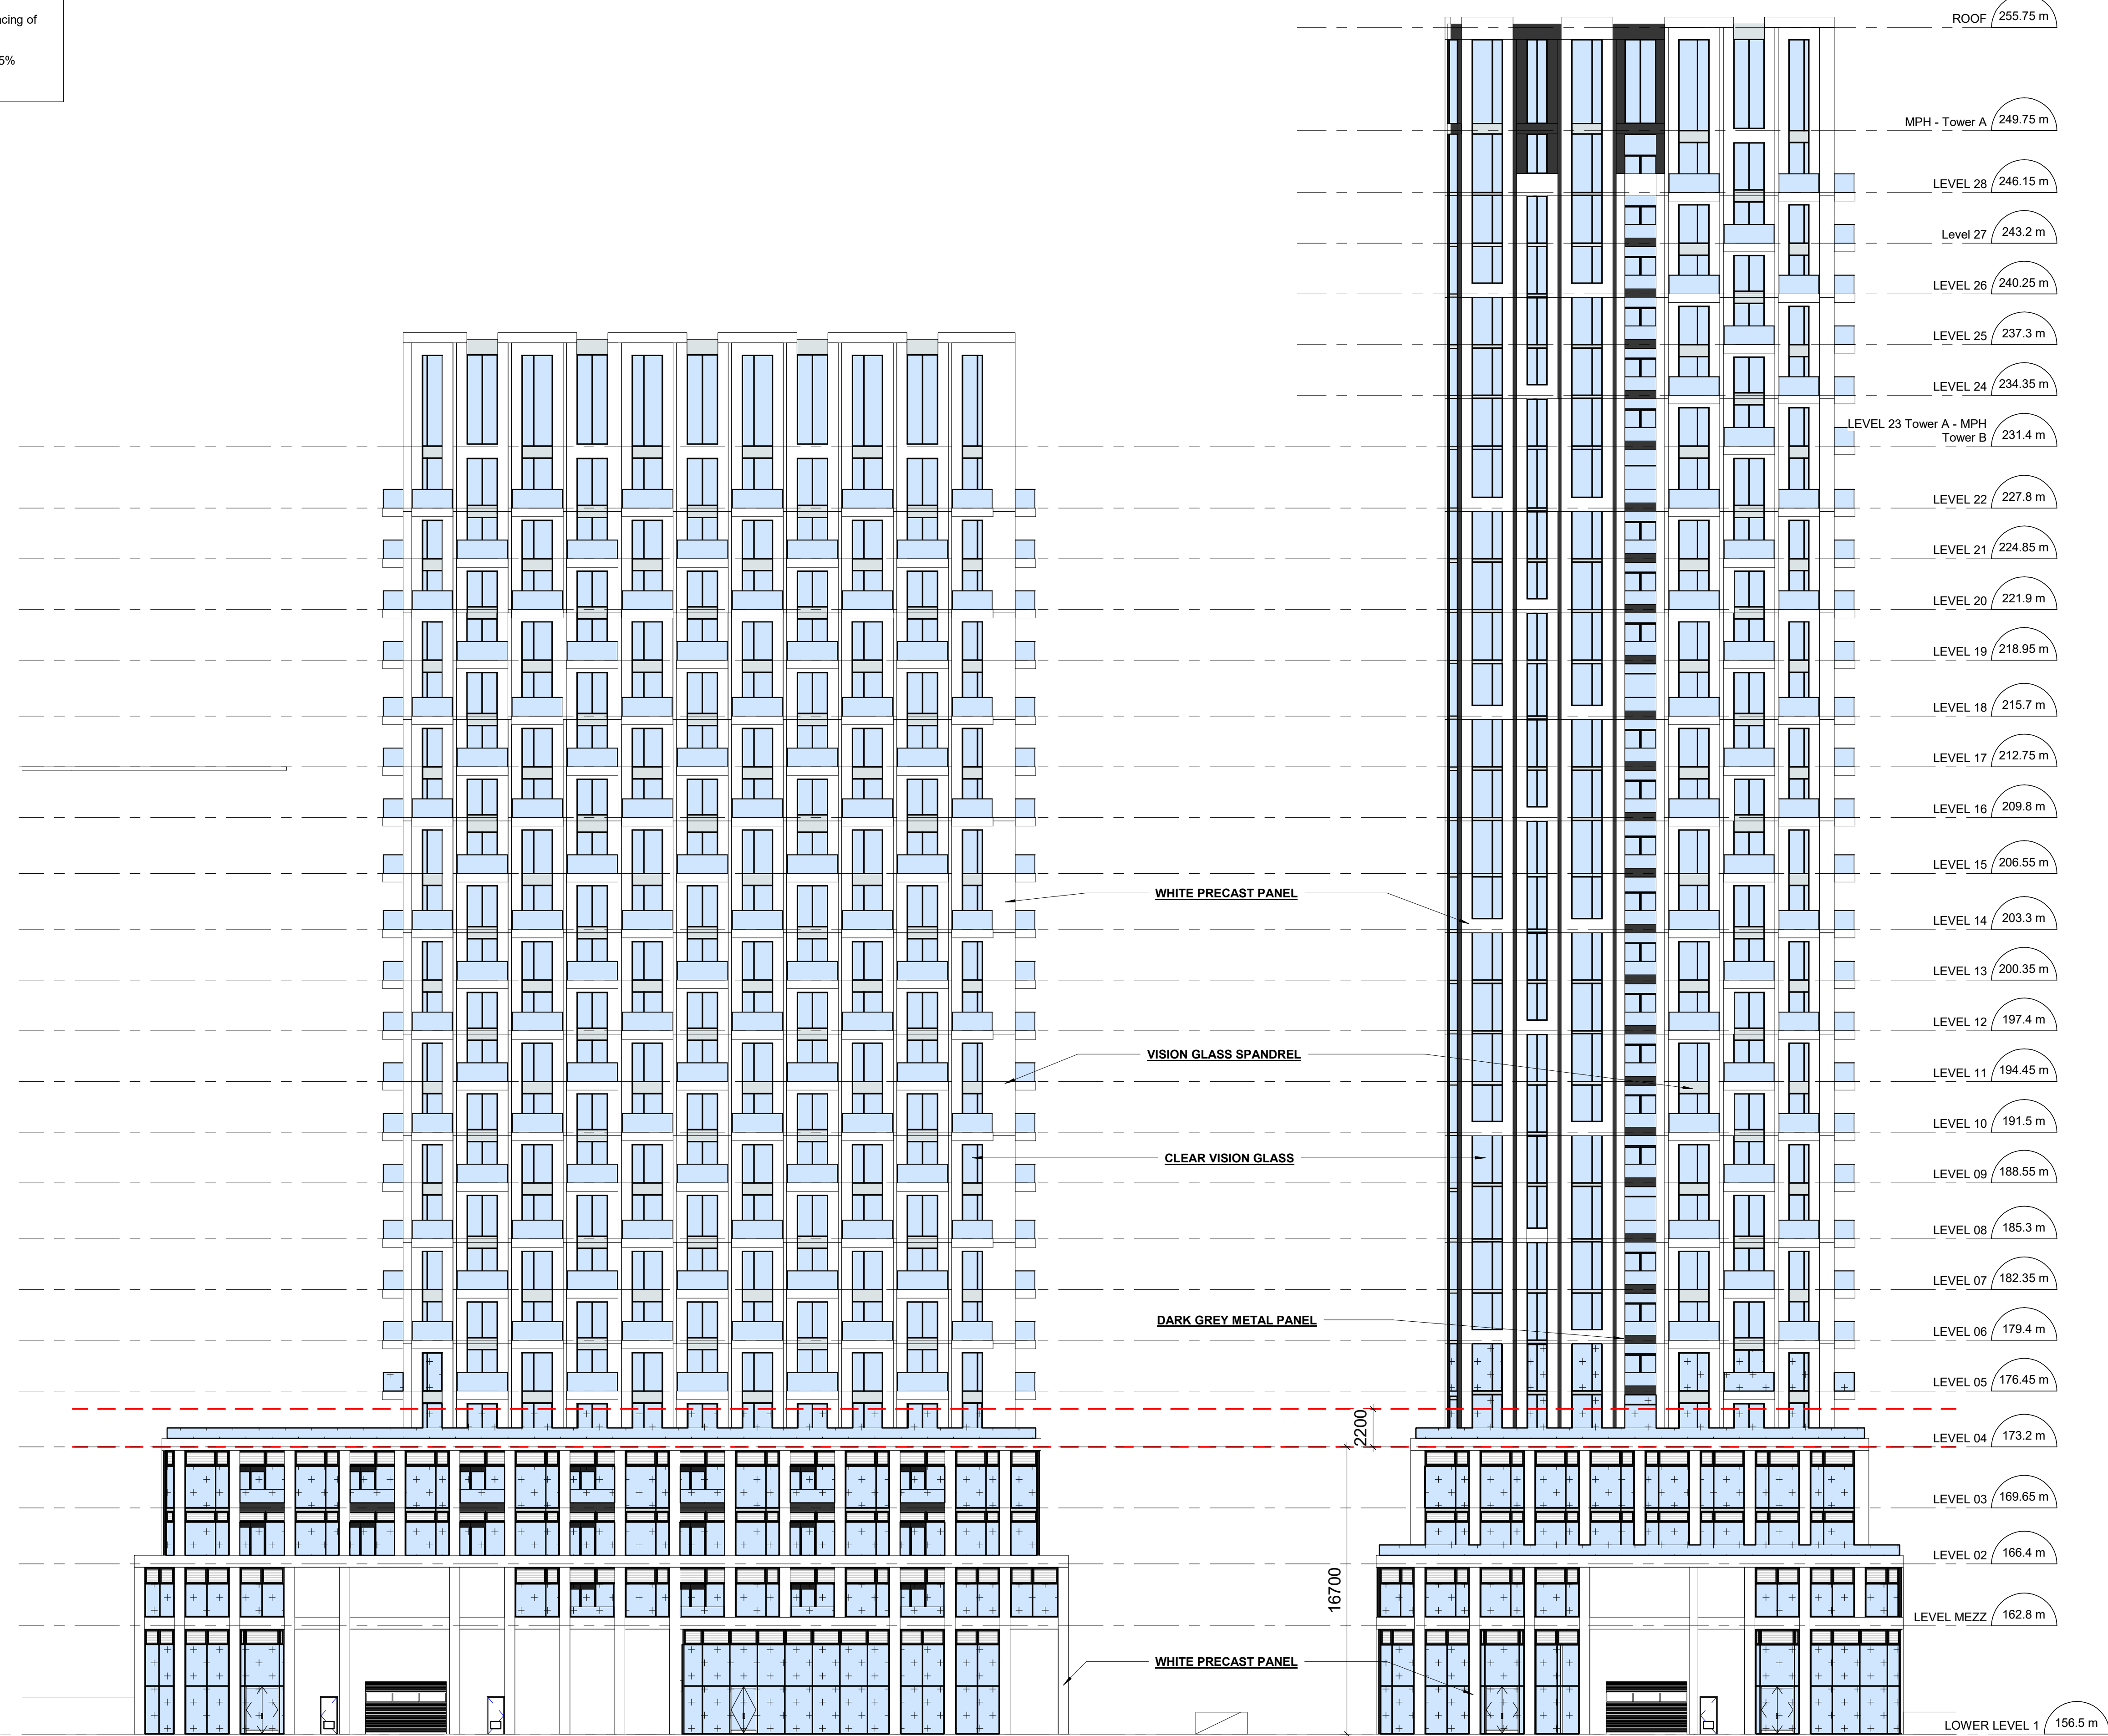 cing of
5%
ROOF 255.75 m
MPH - Tower A 249.75 m
LEVEL 28 246.15 m
Level 27 243.2 m
LEVEL 26 240.25 m
LEVEL 25 237.3 m
LEVEL 24 234.35 m
LEVEL 23 Tower A - MPH
Tower B 231.4 m
LEVEL 22 227.8 m
LEVEL 21 224.85 m
LEVEL 20 221.9 m
LEVEL 19 218.95 m
LEVEL 18 215.7 m
LEVEL 17 212.75 m
LEVEL 16 209.8 m
LEVEL 15 206.55 m
WHITE PRECAST PANEL
LEVEL 14 203.3 m
LEVEL 13 200.35 m
LEVEL 12 197.4 m
VISION GLASS SPANDREL
LEVEL 11 194.45 m
LEVEL 10 191.5 m
CLEAR VISION GLASS
LEVEL 09 188.55 m
LEVEL 08 185.3 m
LEVEL 07 182.35 m
DARK GREY METAL PANEL
LEVEL 06 179.4 m
LEVEL 05 176.45 m
2200
LEVEL 04 173.2 m
LEVEL 03 169.65 m
LEVEL 02 166.4 m
16700
LEVEL MEZZ 162.8 m
WHITE PRECAST PANEL
LOWER LEVEL 1 156.5 m